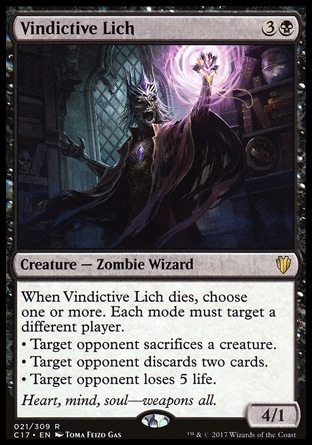 Vindictive Lich 3
Creature — Zombie Wizard
When Vindictive Lich dies, choose
one or more. Each mode must target a
different player.
• Target opponent sacrifices a creature.
• Target opponent discards two cards.
• Target opponent loses 5 life.
Heart, mind, soul—weapons all.
4/1
021/309 R
C17 • EN Toma Feizo Gas
™ & © 2017 Wizards of the Coast